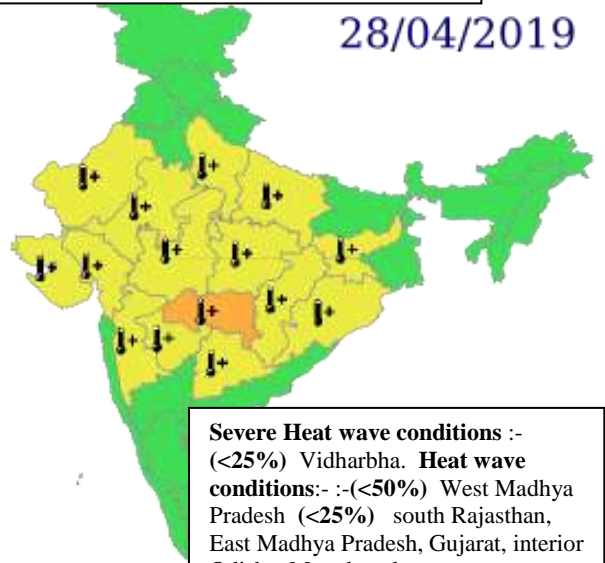 28/04/2019
Severe Heat wave conditions :-
(<25%) Vidharbha. Heat wave
conditions:- :-(<50%) West Madhya
Pradesh (<25%) south Rajasthan,
East Madhya Pradesh, Gujarat, interior